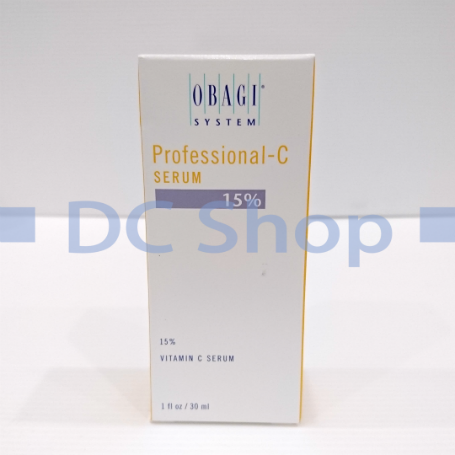 OBAGI®
SYSTEM
Professional-C
SERUM
15%
DC Shop
15%
VITAMIN C SERUM
1 fl oz / 30 ml